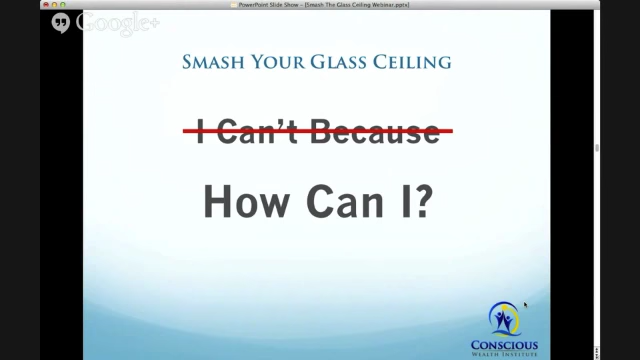 PowerPoint Slide Show - [Smash The Glass Ceiling Webinar.pptx]
Google+
SMASH YOUR GLASS CEILING
I Can't Because
How Can I?
CONSCIOUS
WEALTH INSTITUTE